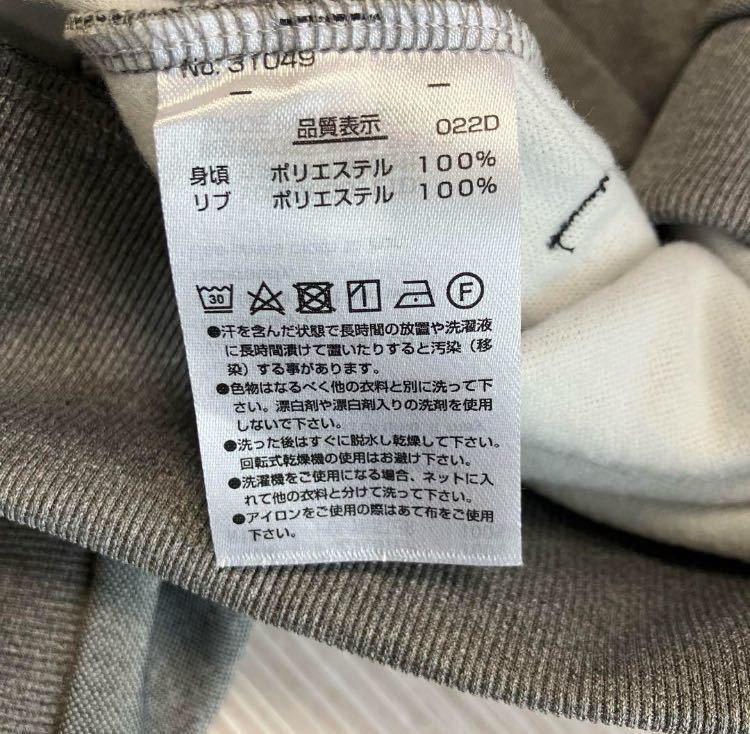 No. 31049
品質表示 022D
身頃 ポリエステル 100%
リブ ポリエステル 100%
30 F
●汗を含んだ状態で長時間の放置や洗濯液
に長時間漬けて置いたりすると汚染（移
染）する事があります。
●色物はなるべく他の衣料と別に洗って下
さい。漂白剤や漂白剤入りの洗剤を使用
しないで下さい。
●洗った後はすぐに脱水し乾燥して下さい。
回転式乾燥機の使用はお避け下さい。
●洗濯機をご使用になる場合、ネットに入
れて他の衣料と分けて洗って下さい。
●アイロンをご使用の際はあて布をご使用
下さい。